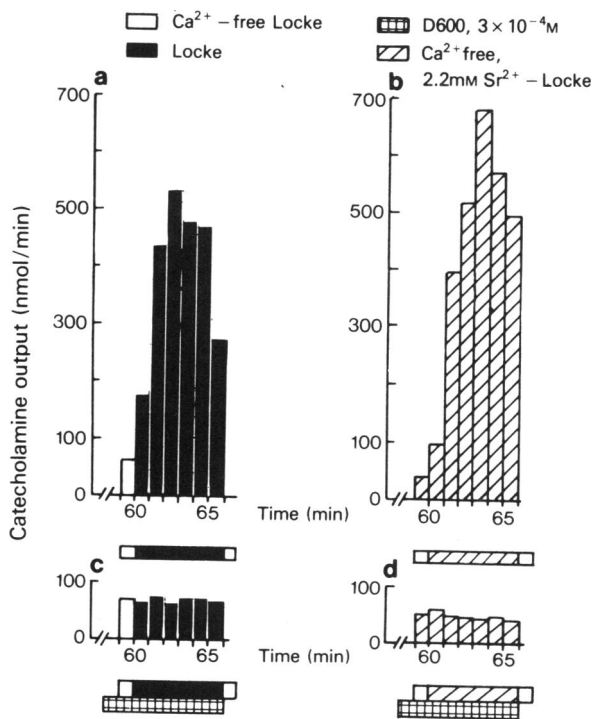 Ca²⁺ – free Locke
Locke
D600, 3 × 10⁻⁴ M
Ca²⁺ free,
2.2mM Sr²⁺ – Locke
a
b
700
500
300
100
0
60
65
Time (min)
700
500
300
100
0
60
65
Catecholamine output (nmol/min)
c
d
100
0
60
65
Time (min)
100
0
60
65